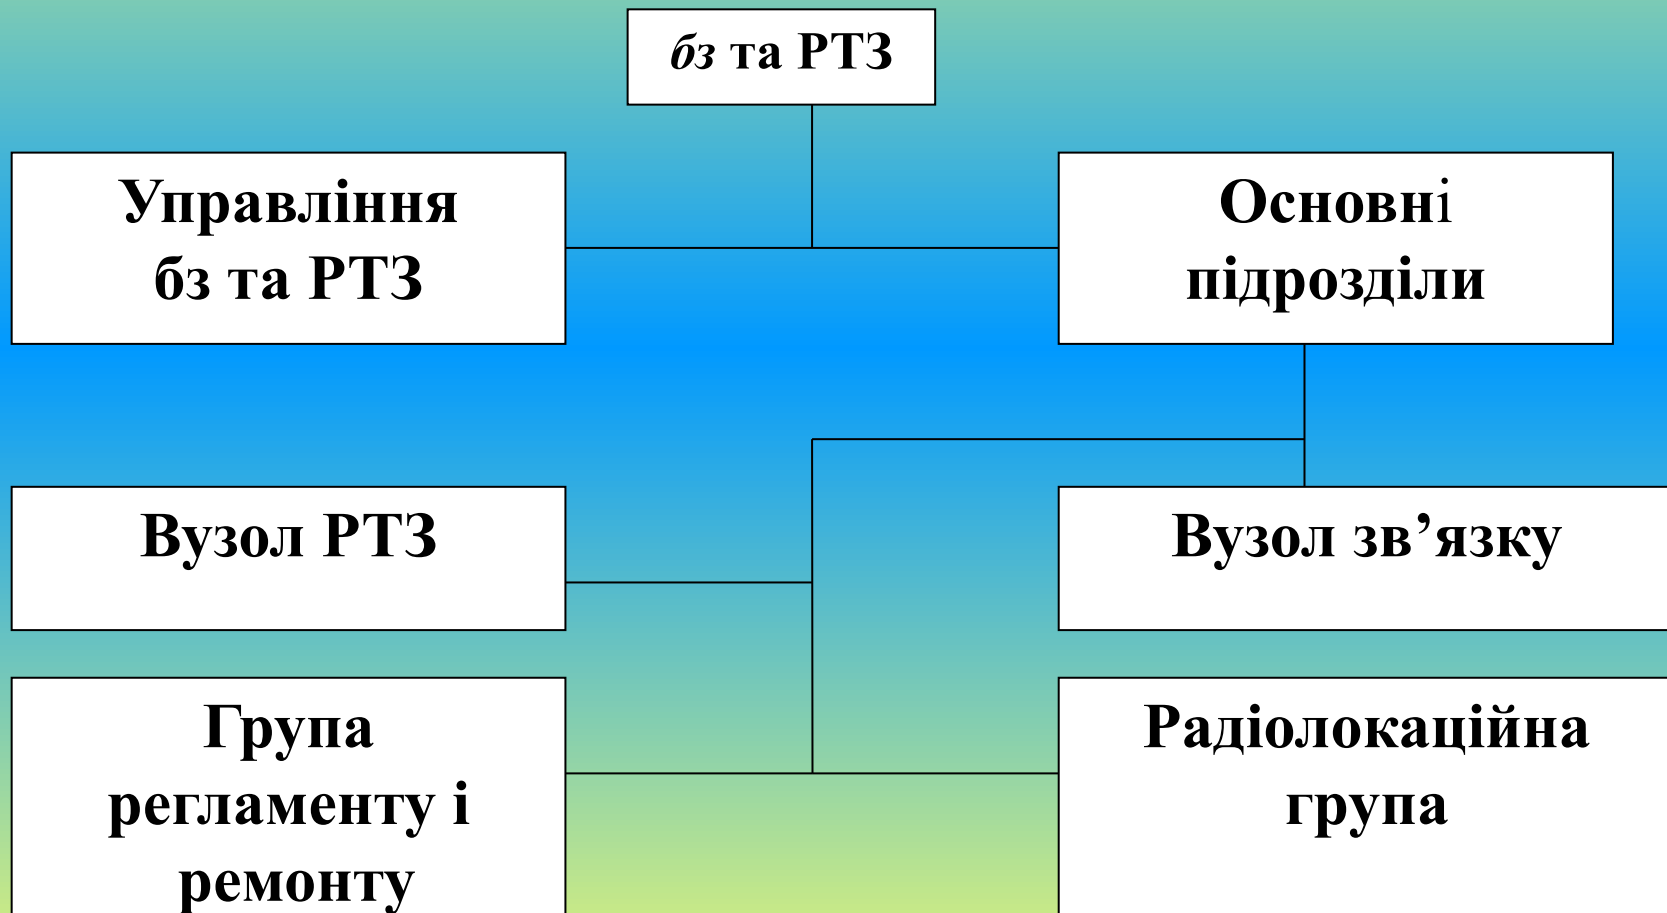 бз та РТЗ
Управління
бз та РТЗ
Основні
підрозділи
Вузол РТЗ
Вузол зв’язку
Група
регламенту і
ремонту
Радіолокаційна
група